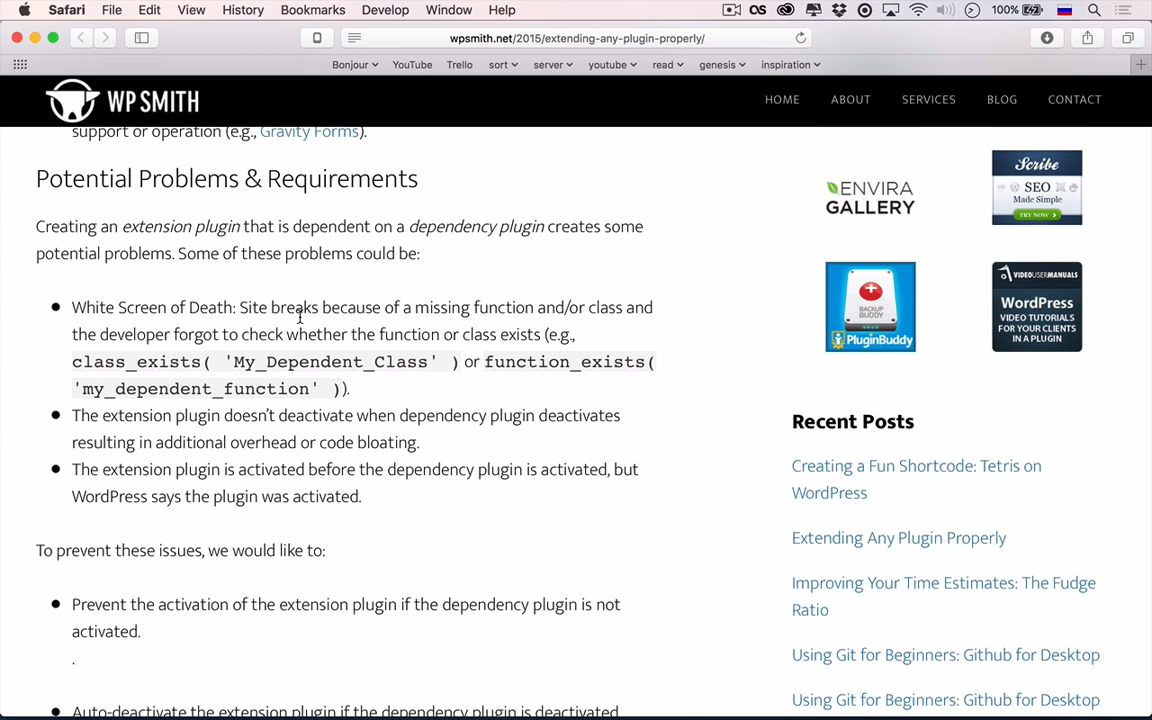 Safari File Edit View History Bookmarks Develop Window Help 100%
wpsmith.net/2015/extending-any-plugin-properly/
Bonjour YouTube Trello sort server youtube read genesis inspiration
WP SMITH
HOME ABOUT SERVICES BLOG CONTACT
support or operation (e.g., Gravity Forms).
Potential Problems & Requirements
Creating an extension plugin that is dependent on a dependency plugin creates some
potential problems. Some of these problems could be:
White Screen of Death: Site breaks because of a missing function and/or class and
the developer forgot to check whether the function or class exists (e.g.,
class_exists( 'My_Dependent_Class' ) or function_exists(
'my_dependent_function' )).
The extension plugin doesn’t deactivate when dependency plugin deactivates
resulting in additional overhead or code bloating.
The extension plugin is activated before the dependency plugin is activated, but
WordPress says the plugin was activated.
To prevent these issues, we would like to:
Prevent the activation of the extension plugin if the dependency plugin is not
activated.
.
Auto-deactivate the extension plugin if the dependency plugin is deactivated
ENVIRA
GALLERY
Scribe
SEO
Made Simple
TRY NOW
BACKUP
BUDDY
PluginBuddy
VIDEOUSERMANUALS
WordPress
VIDEO TUTORIALS
FOR YOUR CLIENTS
IN A PLUGIN
Recent Posts
Creating a Fun Shortcode: Tetris on
WordPress
Extending Any Plugin Properly
Improving Your Time Estimates: The Fudge
Ratio
Using Git for Beginners: Github for Desktop
Using Git for Beginners: Github for Desktop